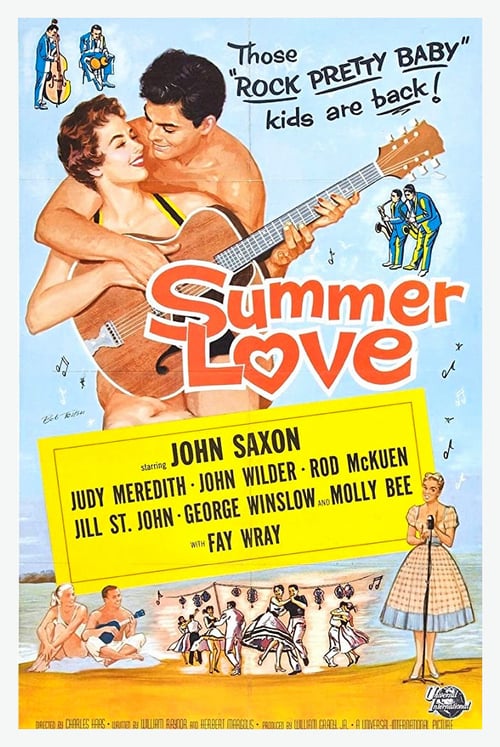 Those
"ROCK PRETTY BABY"
kids are back!
Summer
LOVE
starring JOHN SAXON
JUDY MEREDITH · JOHN WILDER · ROD McKUEN
JILL ST. JOHN · GEORGE WINSLOW AND MOLLY BEE
WITH FAY WRAY
Universal
International
DIRECTED BY CHARLES HAAS · WRITTEN BY WILLIAM RAYNOR AND HERBERT MARGOLIS · PRODUCED BY WILLIAM GRADY, JR. · A UNIVERSAL-INTERNATIONAL PICTURE